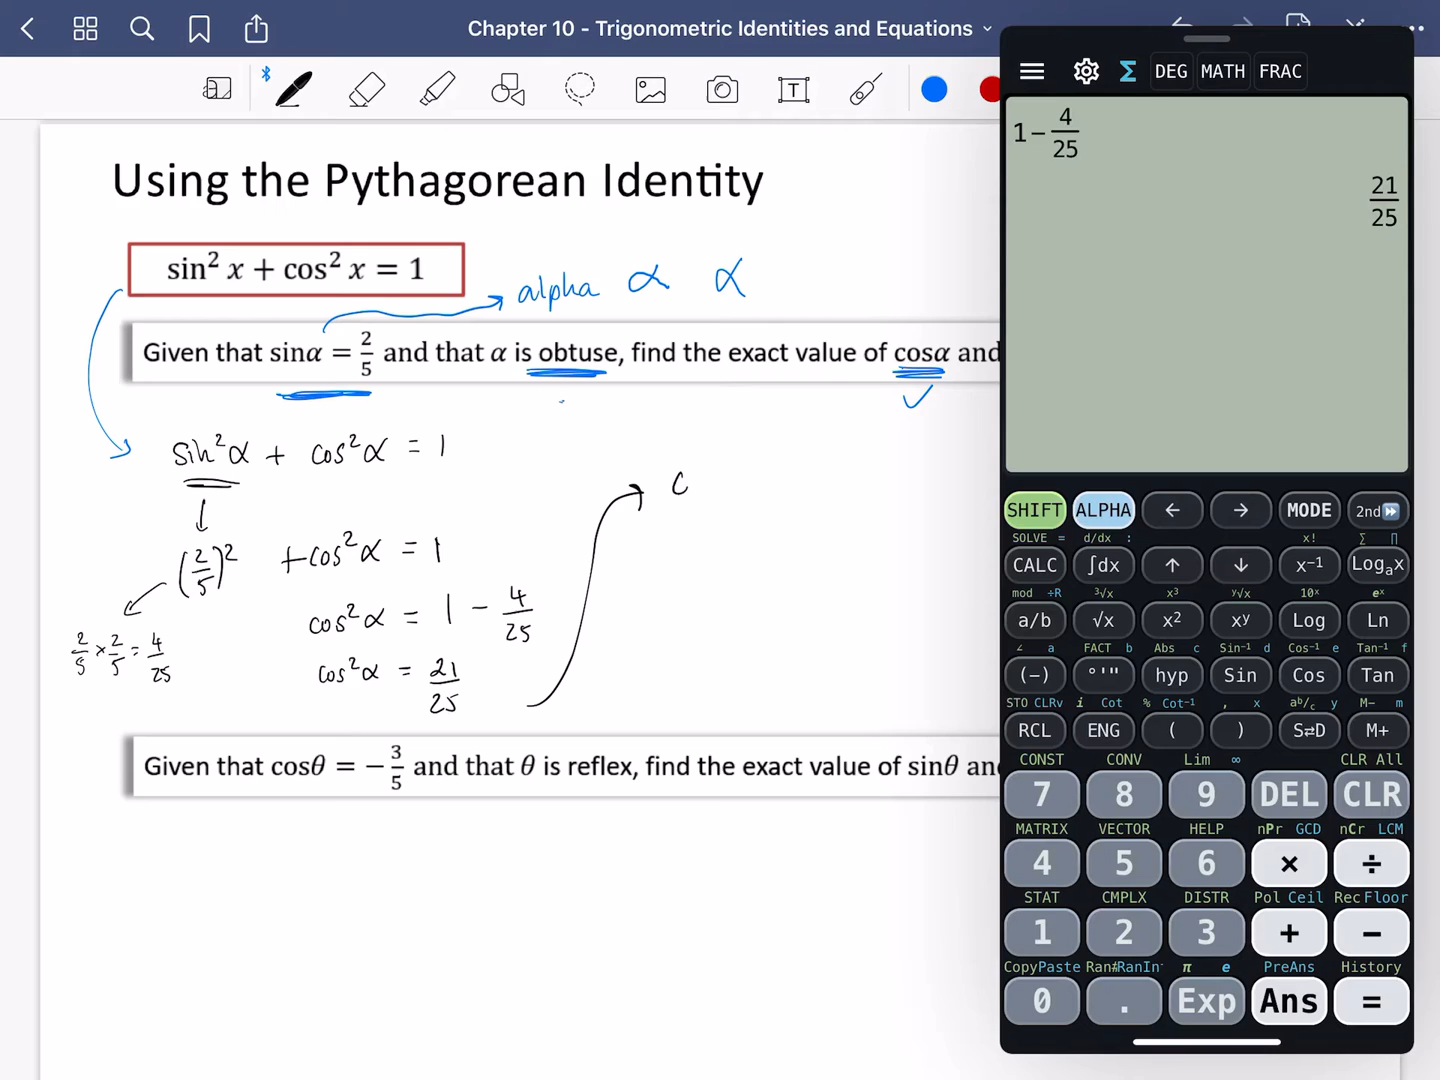 Chapter 10 - Trigonometric Identities and Equations
Using the Pythagorean Identity
sin² x + cos² x = 1
alpha α α
Given that sinα = 2/5 and that α is obtuse, find the exact value of cosα and
sin²α + cos²α = 1
(2/5)² + cos²α = 1
cos²α = 1 - 4/25
2/5 × 2/5 = 4/25
cos²α = 21/25
C
Given that cosθ = −3/5 and that θ is reflex, find the exact value of sinθ and
Σ DEG MATH FRAC
1−4/25
21/25
SHIFT ALPHA ← → MODE 2nd
SOLVE = d/dx : x! ∑ ∏
CALC ∫dx ↑ ↓ x⁻¹ Logₐx
mod ÷R ³√x x³ ʸ√x 10ˣ eˣ
a/b √x x² xʸ Log Ln
∠ a FACT b Abs c Sin⁻¹ d Cos⁻¹ e Tan⁻¹ f
(−) °'" hyp Sin Cos Tan
STO CLRv i Cot % Cot⁻¹ , x aᵇ/c y M− m
RCL ENG ( ) S⇄D M+
CONST CONV Lim ∞ CLR All
7 8 9 DEL CLR
MATRIX VECTOR HELP nPr GCD nCr LCM
4 5 6 × ÷
STAT CMPLX DISTR Pol Ceil Rec Floor
1 2 3 + −
Copy Paste Ran# RanIn π e PreAns History
0 . Exp Ans =